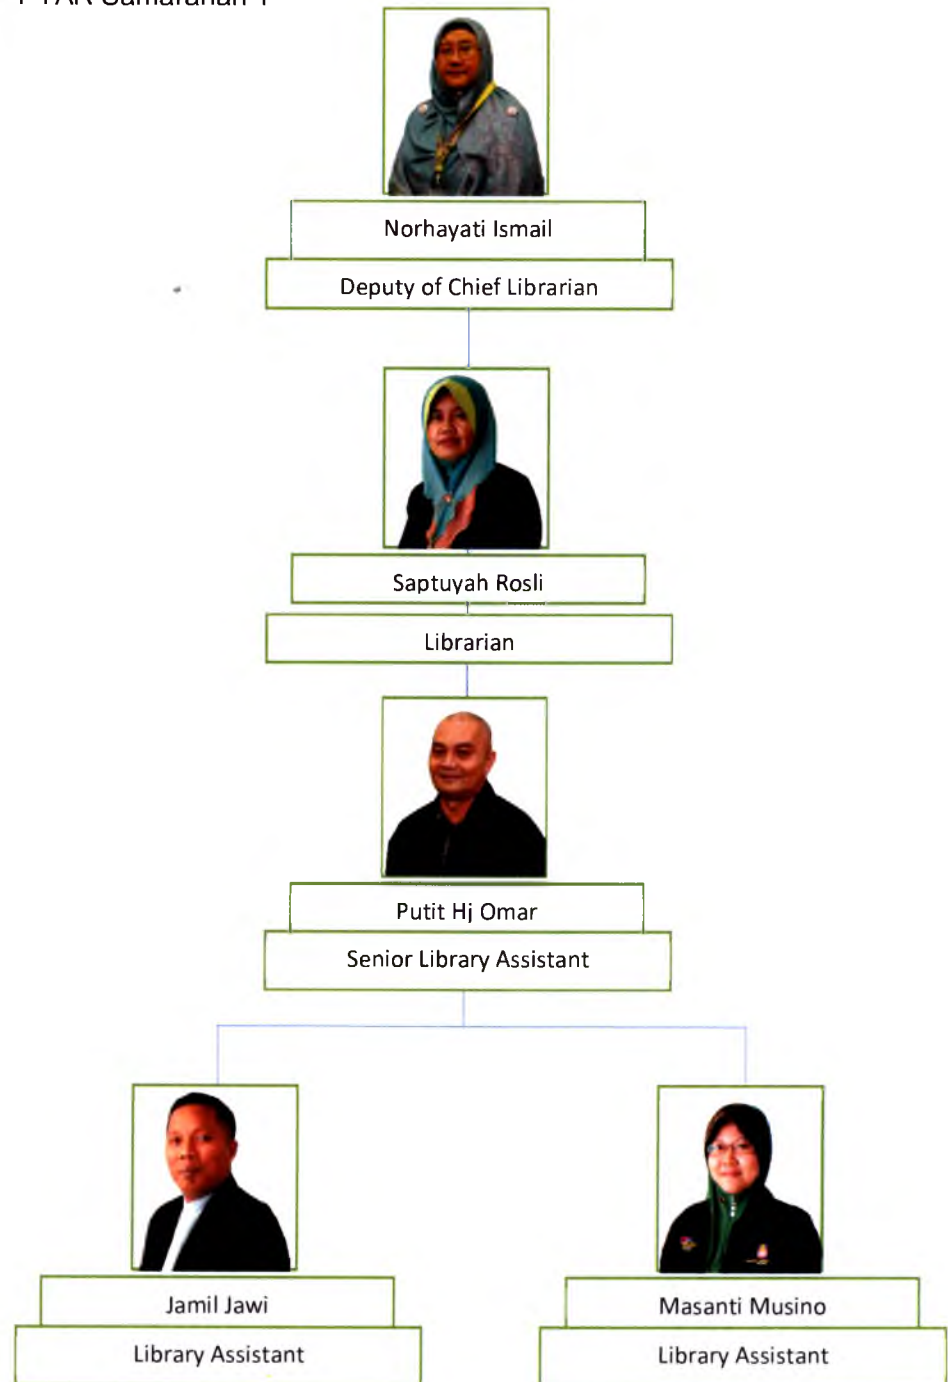 Norhayati Ismail
Deputy of Chief Librarian
Saptuyah Rosli
Librarian
Putit Hj Omar
Senior Library Assistant
Jamil Jawi
Masanti Musino
Library Assistant
Library Assistant